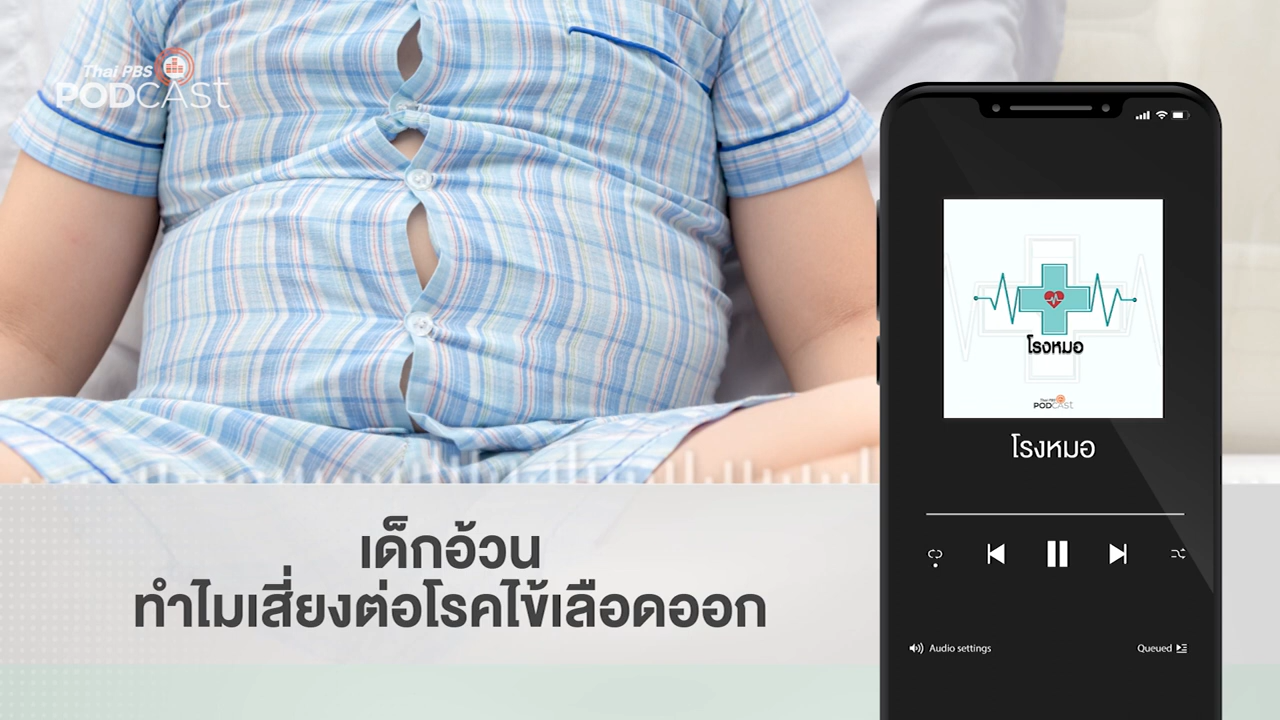 Thai PBS
PODCAST
โรงหมอ
Thai PBS
PODCAST
โรงหมอ
เด็กอ้วน
ทำไมเสี่ยงต่อโรคไข้เลือดออก
Audio settings
Queued